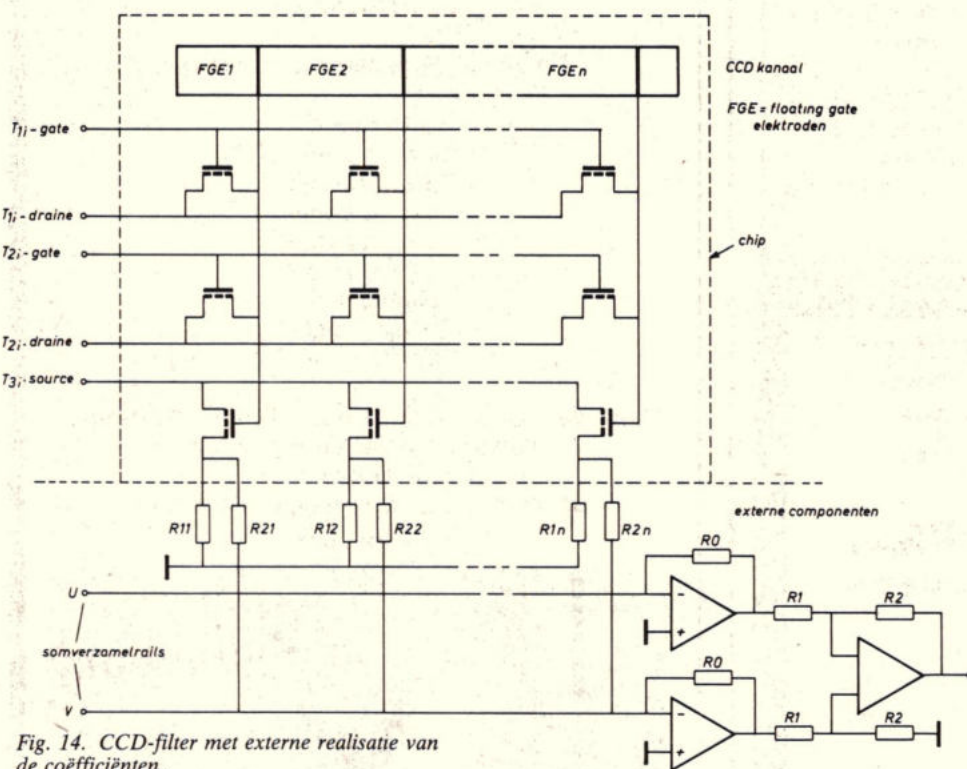 FGE1 FGE2 FGEn
CCD kanaal
FGE = floating gate
elektroden
T1i-gate
T1i-draine
T2i-gate
chip
T2i-draine
T3i-source
externe componenten
R11 R21 R12 R22 R1n R2n
R0
U
-
+
R1 R2
somverzamelrails
R0
V
-
+
R1 R2
Fig. 14. CCD-filter met externe realisatie van
de coëfficiënten